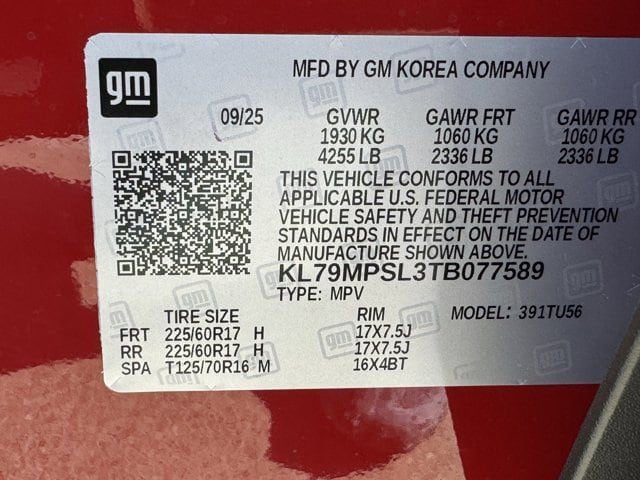 gm
MFD BY GM KOREA COMPANY
09/25 GVWR GAWR FRT GAWR RR
1930 KG 1060 KG 1060 KG
4255 LB 2336 LB 2336 LB
THIS VEHICLE CONFORMS TO ALL
APPLICABLE U.S. FEDERAL MOTOR
VEHICLE SAFETY AND THEFT PREVENTION
STANDARDS IN EFFECT ON THE DATE OF
MANUFACTURE SHOWN ABOVE.
KL79MPSL3TB077589
TYPE: MPV
TIRE SIZE RIM MODEL: 391TU56
FRT 225/60R17 H 17X7.5J
RR 225/60R17 H 17X7.5J
SPA T125/70R16 M 16X4BT